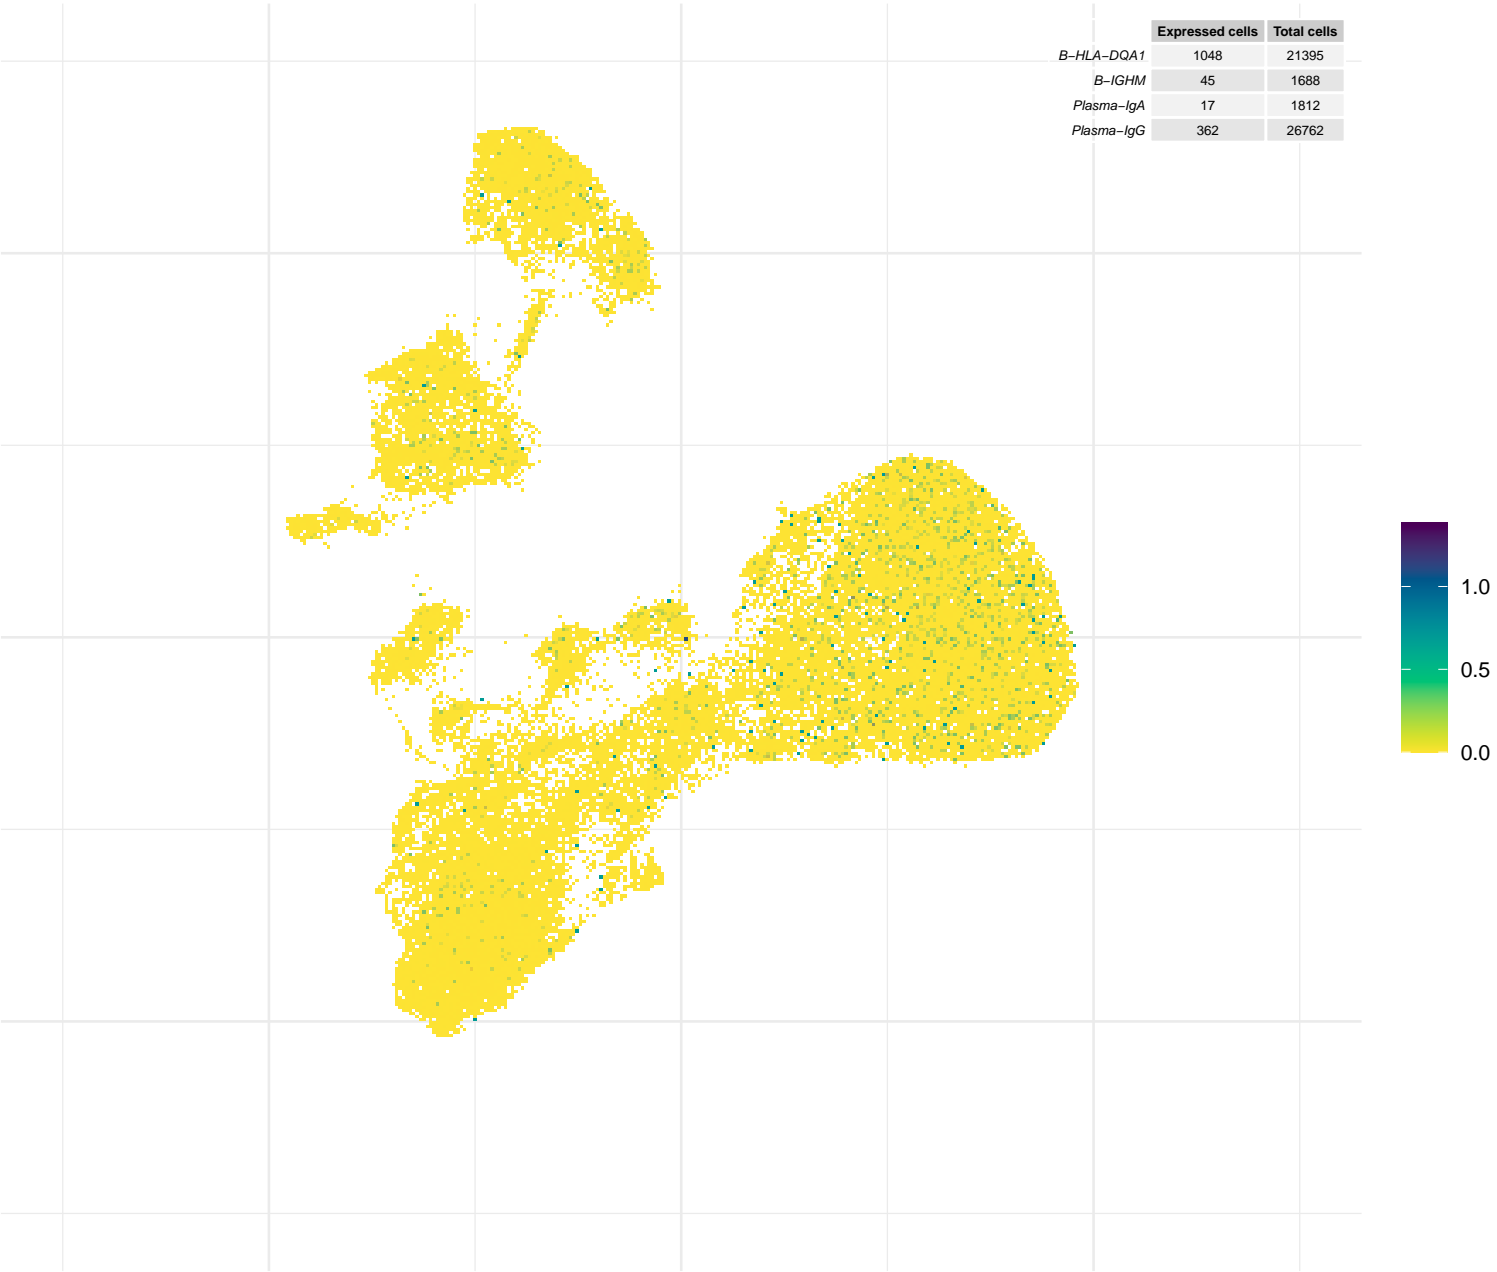 Expressed cells Total cells
B−HLA−DQA1 1048 21395
B−IGHM 45 1688
Plasma−IgA 17 1812
Plasma−IgG 362 26762
1.0
0.5
0.0